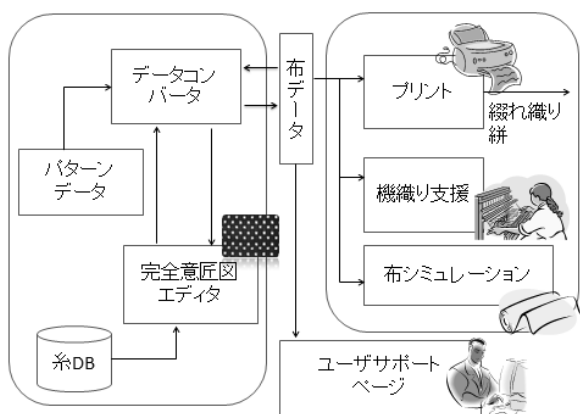 データコン
バータ
パターン
データ
完全意匠図
エディタ
糸DB
布データ
プリント
綴れ織り
絣
機織り支援
布シミュレーション
ユーザサポート
ページ